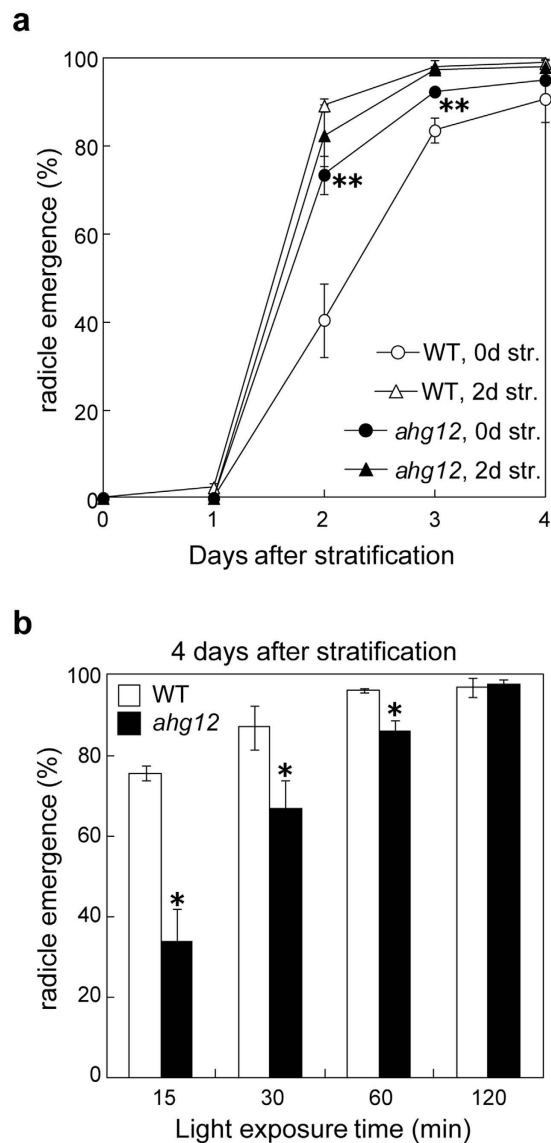 a
radicle emergence (%)
100
80
60
40
20
0
**
**
WT, 0d str.
WT, 2d str.
ahg12, 0d str.
ahg12, 2d str.
0 1 2 3 4
Days after stratification
b
4 days after stratification
radicle emergence (%)
100
80
60
40
20
0
WT
ahg12
*
*
*
15 30 60 120
Light exposure time (min)